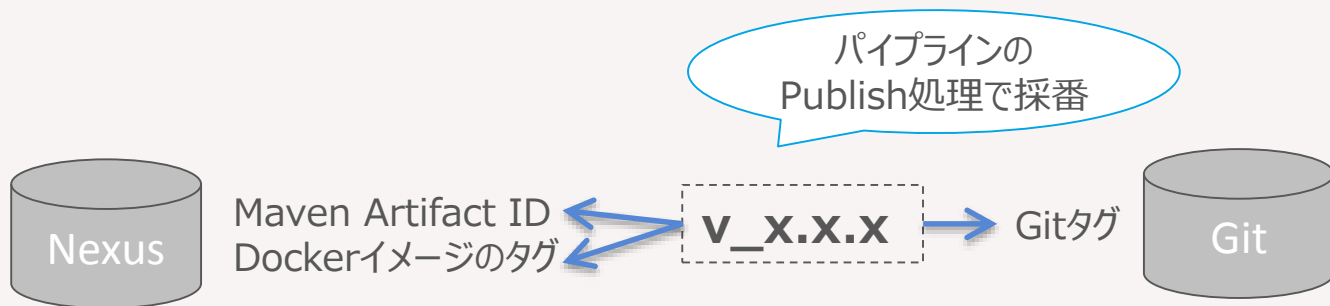 パイプラインの
Publish処理で採番
Nexus
Maven Artifact ID
Dockerイメージのタグ
v_x.x.x
Gitタグ
Git